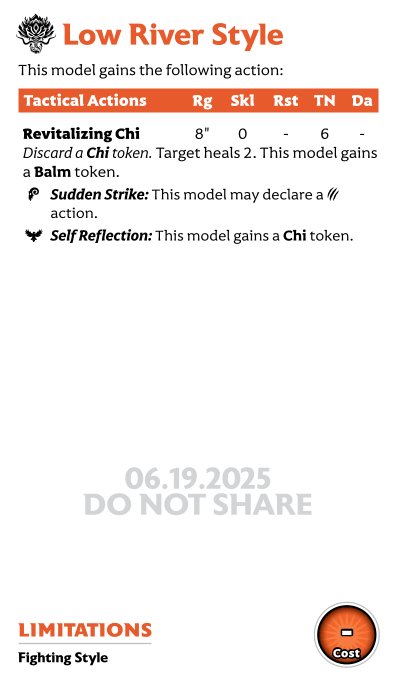 Low River Style
This model gains the following action:
Tactical Actions Rg Skl Rst TN Da
Revitalizing Chi 8" 0 - 6 -
Discard a Chi token. Target heals 2. This model gains
a Balm token.
Sudden Strike: This model may declare a
action.
Self Reflection: This model gains a Chi token.
06.19.2025
DO NOT SHARE
LIMITATIONS
Fighting Style
-
Cost